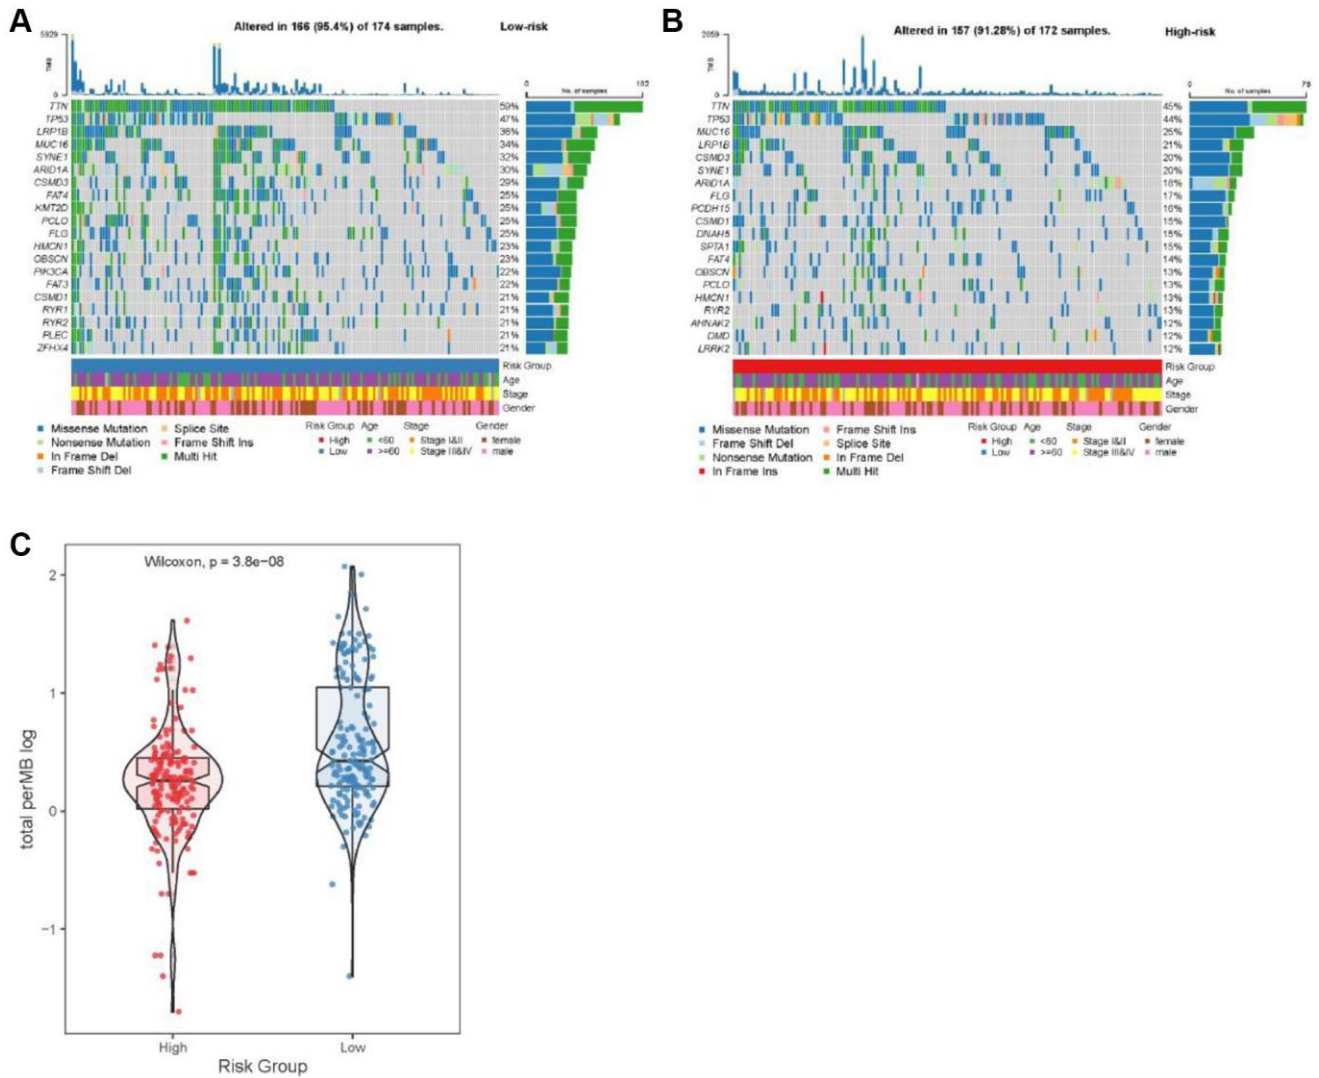 A
Altered in 166 (95.4%) of 174 samples.
Low-risk
5929
TMB
0
0
No. of samples
102
TTN 59%
TP53 47%
LRP1B 36%
MUC16 34%
SYNE1 32%
ARID1A 30%
CSMD3 29%
FAT4 25%
KMT2D 25%
PCLO 25%
FLG 25%
HMCN1 23%
OBSCN 23%
PIK3CA 22%
FAT3 22%
CSMD1 21%
RYR1 21%
RYR2 21%
PLEC 21%
ZFHX4 21%
Risk Group
Age
Stage
Gender
Missense Mutation
Nonsense Mutation
In Frame Del
Frame Shift Del
Splice Site
Frame Shift Ins
Multi Hit
Risk Group Age Stage Gender
High <60 Stage I&II female
Low >=60 Stage III&IV male
B
Altered in 157 (91.28%) of 172 samples.
High-risk
2059
TMB
0
0
No. of samples
78
TTN 45%
TP53 44%
MUC16 25%
LRP1B 21%
CSMD3 20%
SYNE1 20%
ARID1A 18%
FLG 17%
PCDH15 16%
CSMD1 15%
DNAH5 15%
SPTA1 15%
FAT4 14%
OBSCN 13%
PCLO 13%
HMCN1 13%
RYR2 13%
AHNAK2 12%
DMD 12%
LRRK2 12%
Risk Group
Age
Stage
Gender
Missense Mutation
Frame Shift Del
Nonsense Mutation
In Frame Ins
Frame Shift Ins
Splice Site
In Frame Del
Multi Hit
Risk Group Age Stage Gender
High <60 Stage I&II female
Low >=60 Stage III&IV male
C
Wilcoxon, p = 3.8e−08
total perMB log
2
1
0
−1
High Low
Risk Group